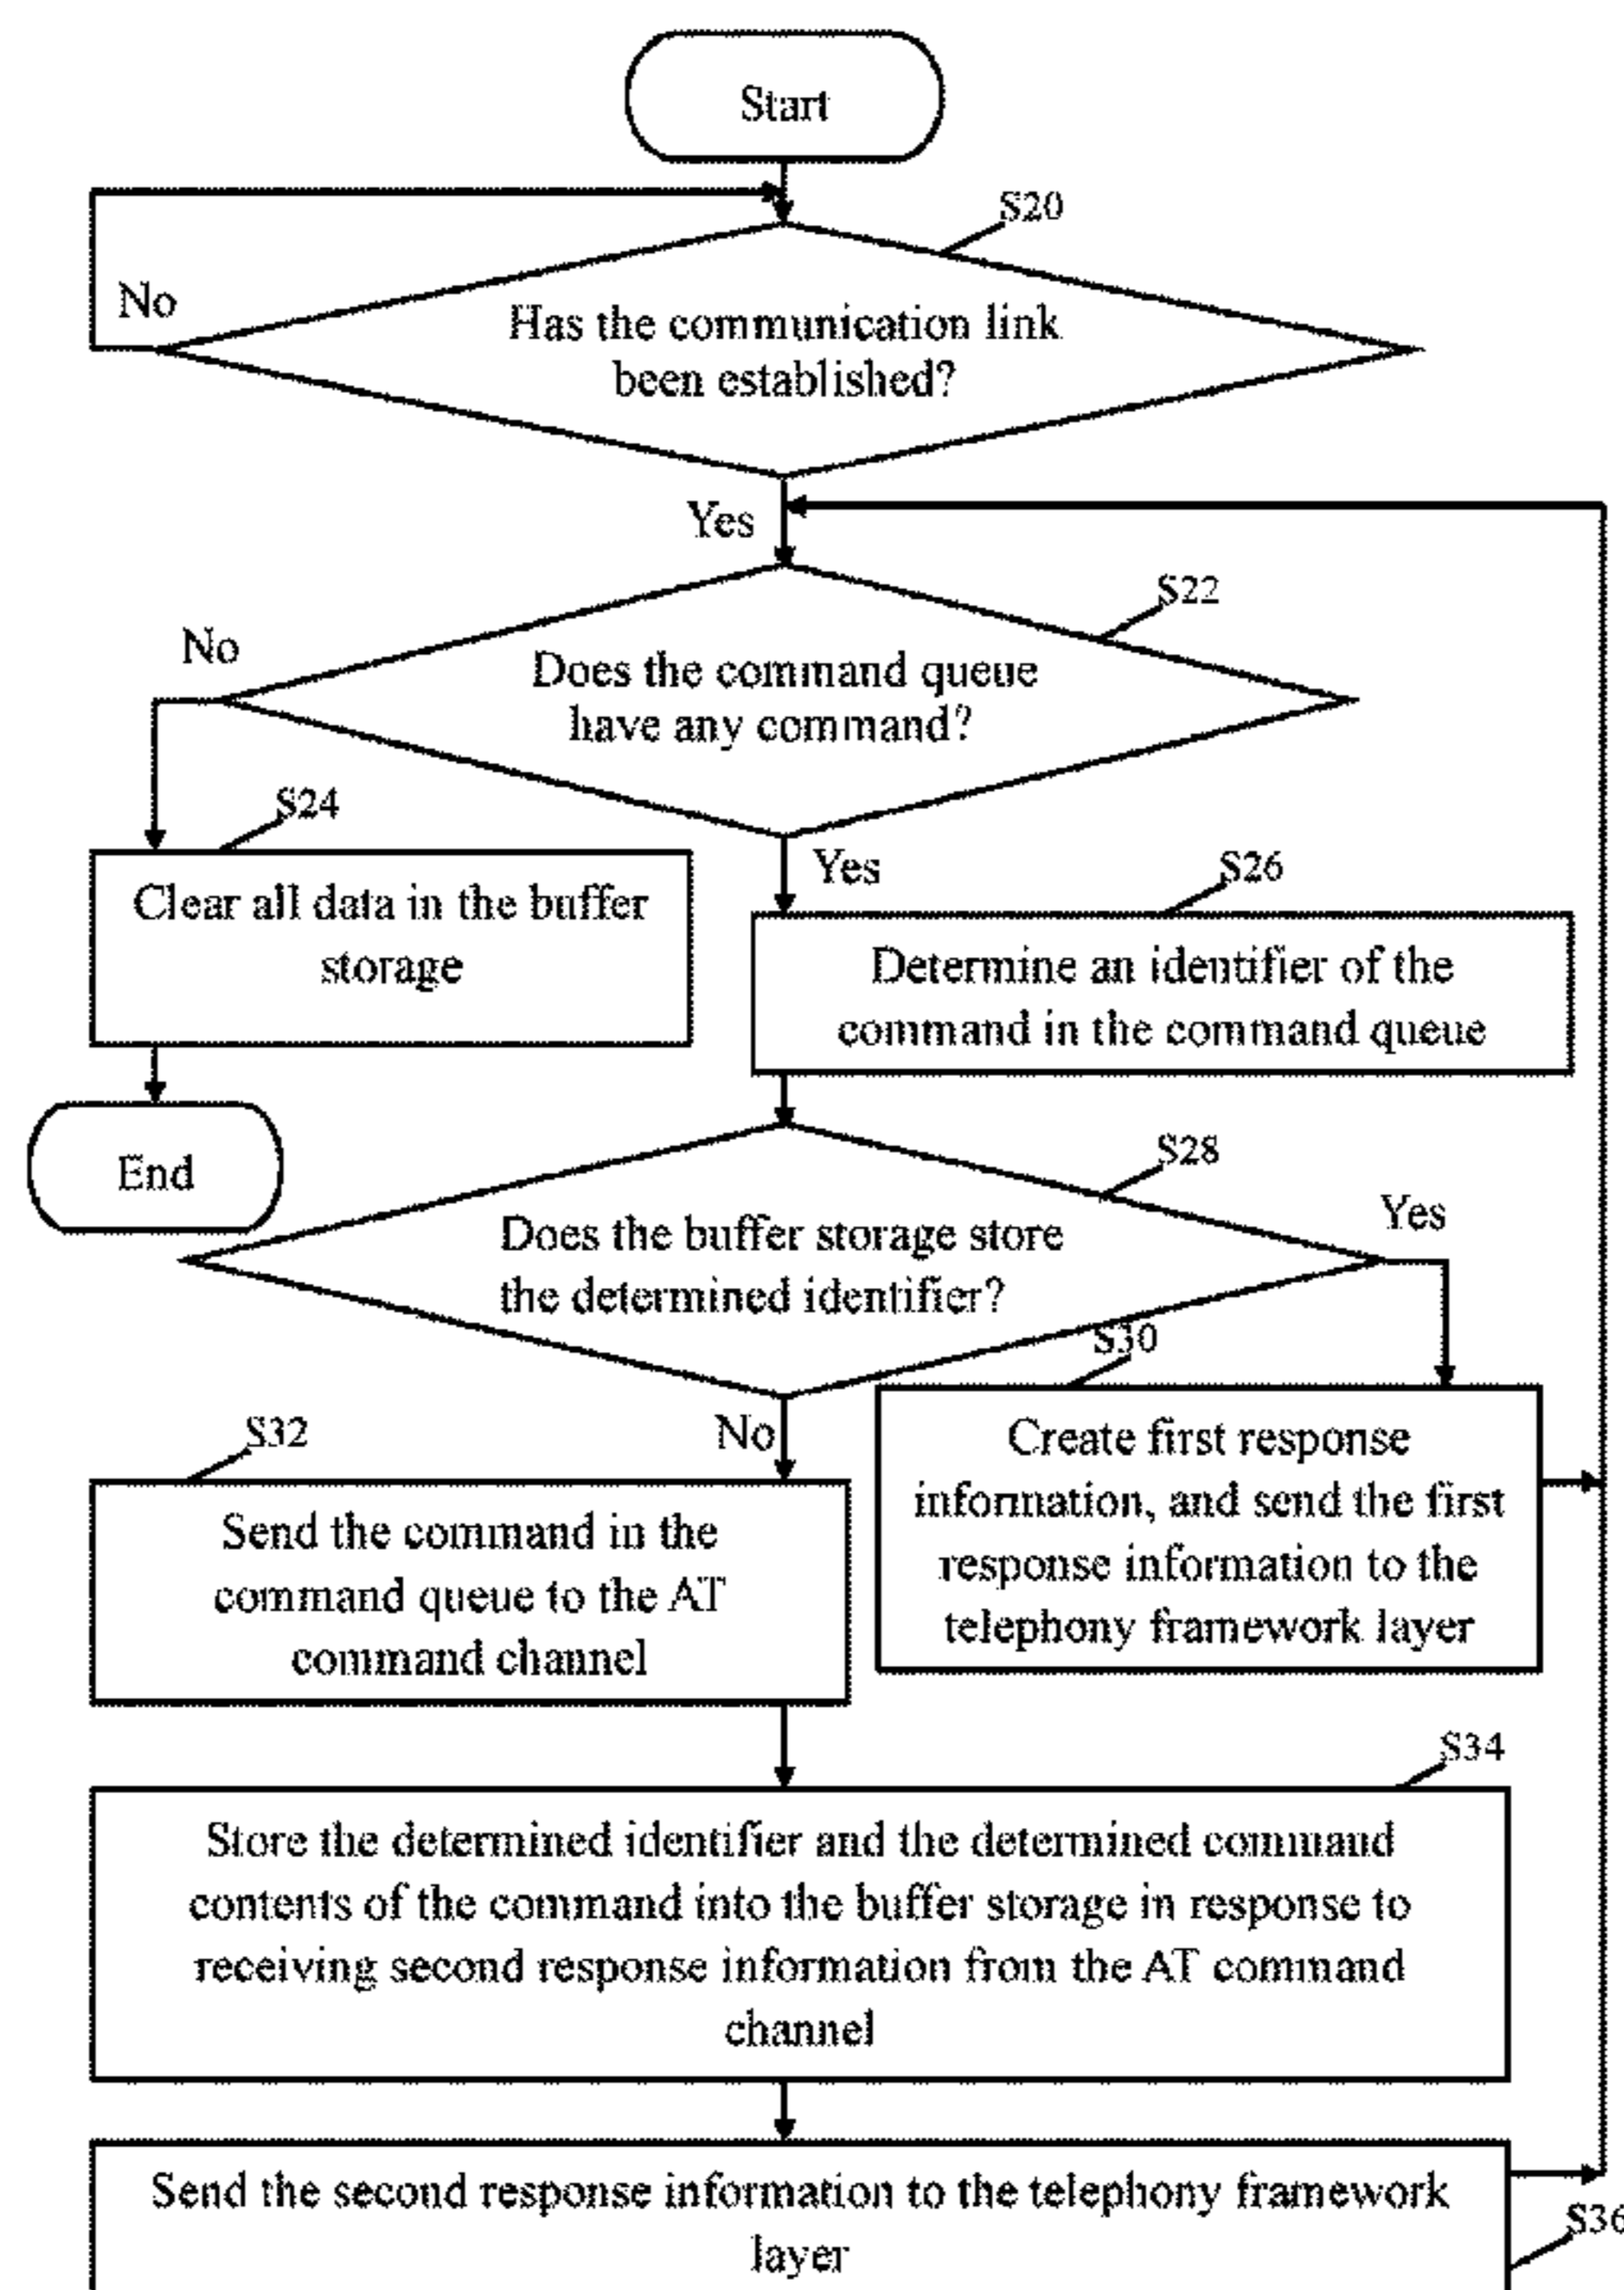 Start
S20
No
Has the communication link
been established?
Yes
S22
No
Does the command queue
have any command?
S24
Yes
S26
Clear all data in the buffer
storage
Determine an identifier of the
command in the command queue
End
S28
Yes
Does the buffer storage store
the determined identifier?
S30
No
S32
Create first response
information, and send the first
response information to the
telephony framework layer
Send the command in the
command queue to the AT
command channel
S34
Store the determined identifier and the determined command
contents of the command into the buffer storage in response to
receiving second response information from the AT command
channel
Send the second response information to the telephony framework
layer
S36